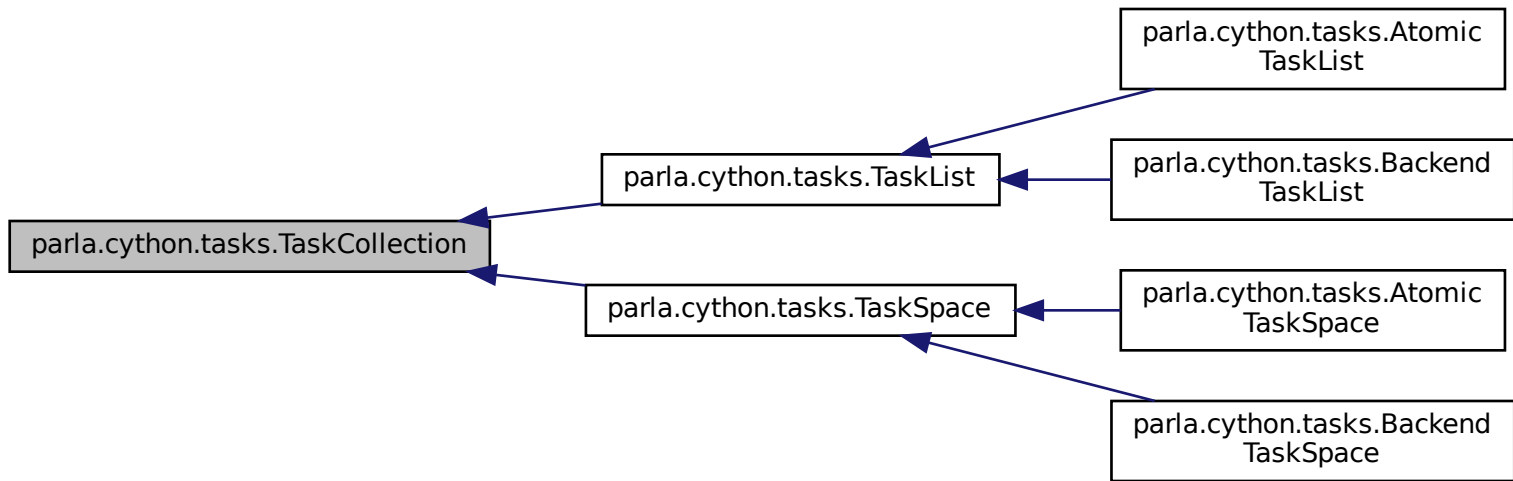 parla.cython.tasks.TaskCollection
parla.cython.tasks.TaskList
parla.cython.tasks.TaskSpace
parla.cython.tasks.Atomic
TaskList
parla.cython.tasks.Backend
TaskList
parla.cython.tasks.Atomic
TaskSpace
parla.cython.tasks.Backend
TaskSpace